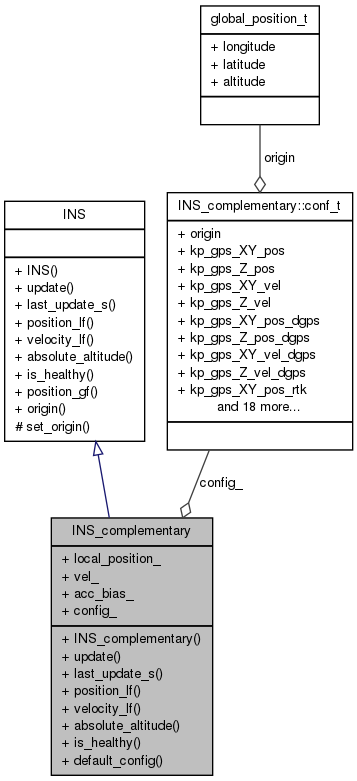 global_position_t
+ longitude
+ latitude
+ altitude
origin
INS_complementary::conf_t
+ origin
+ kp_gps_XY_pos
+ kp_gps_Z_pos
+ kp_gps_XY_vel
+ kp_gps_Z_vel
+ kp_gps_XY_pos_dgps
+ kp_gps_Z_pos_dgps
+ kp_gps_XY_vel_dgps
+ kp_gps_Z_vel_dgps
+ kp_gps_XY_pos_rtk
and 18 more...
INS
+ INS()
+ update()
+ last_update_s()
+ position_lf()
+ velocity_lf()
+ absolute_altitude()
+ is_healthy()
+ position_gf()
+ origin()
# set_origin()
config_
INS_complementary
+ local_position_
+ vel_
+ acc_bias_
+ config_
+ INS_complementary()
+ update()
+ last_update_s()
+ position_lf()
+ velocity_lf()
+ absolute_altitude()
+ is_healthy()
+ default_config()